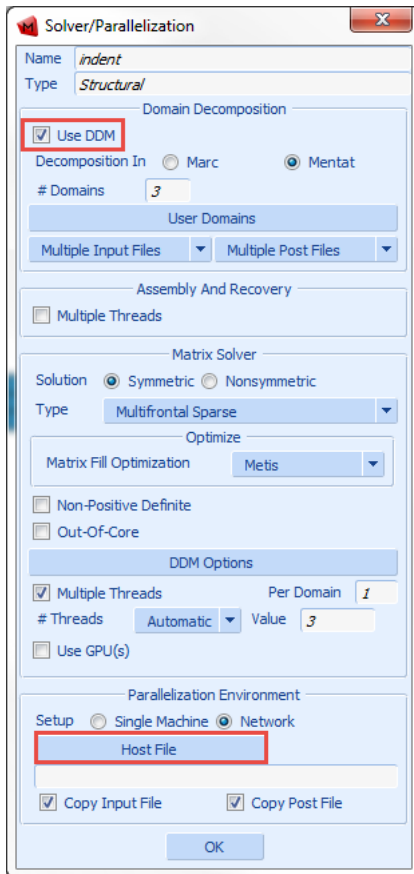 Solver/Parallelization
Name indent
Type Structural
Domain Decomposition
Use DDM
Decomposition In Marc Mentat
# Domains 3
User Domains
Multiple Input Files Multiple Post Files
Assembly And Recovery
Multiple Threads
Matrix Solver
Solution Symmetric Nonsymmetric
Type Multifrontal Sparse
Optimize
Matrix Fill Optimization Metis
Non-Positive Definite
Out-Of-Core
DDM Options
Multiple Threads Per Domain 1
# Threads Automatic Value 3
Use GPU(s)
Parallelization Environment
Setup Single Machine Network
Host File
Copy Input File Copy Post File
OK